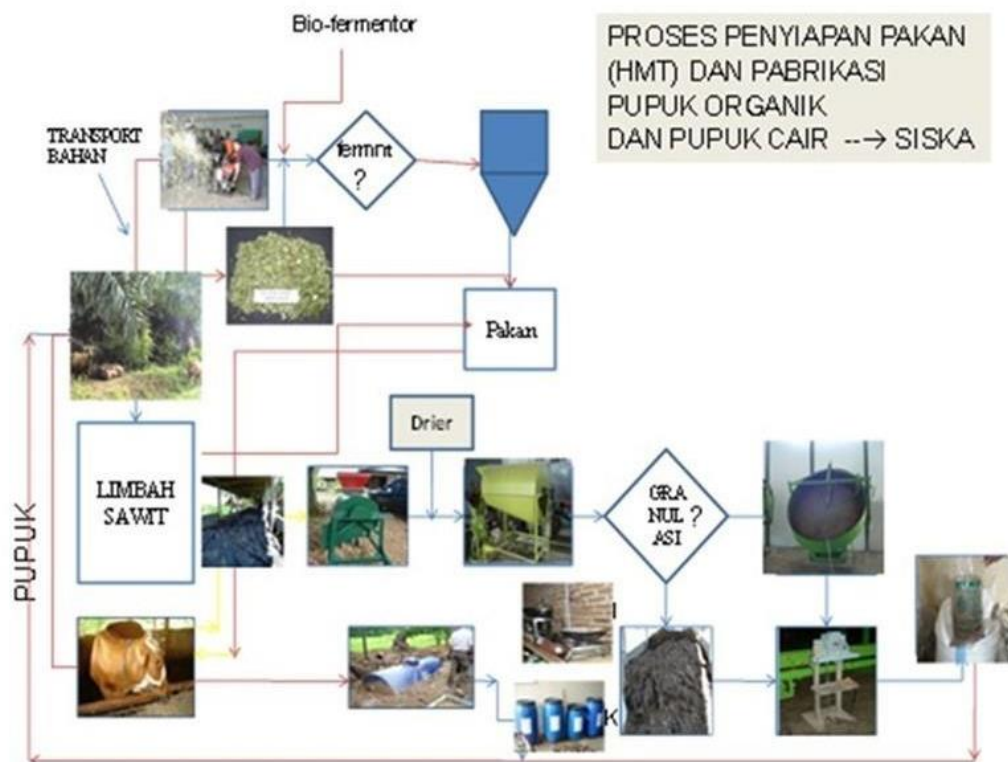 Bio-fermentor
PROSES PENYIAPAN PAKAN
(HMT) DAN PABRIKASI
PUPUK ORGANIK
DAN PUPUK CAIR --→ SISKA
TRANSPORT
BAHAN
fermnt
?
Pakan
Drier
LIMBAH
SAWIT
GRA
NUL ?
ASI
PUPUK
K